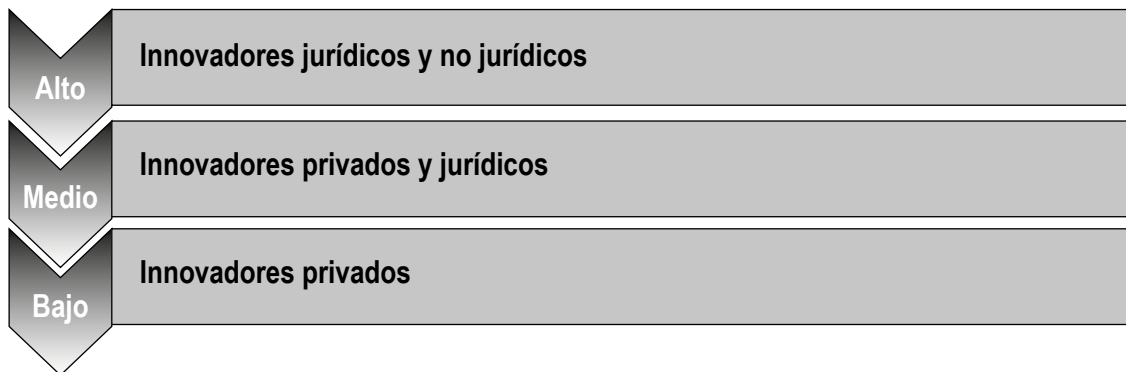 Alto
Innovadores jurídicos y no jurídicos
Medio
Innovadores privados y jurídicos
Bajo
Innovadores privados